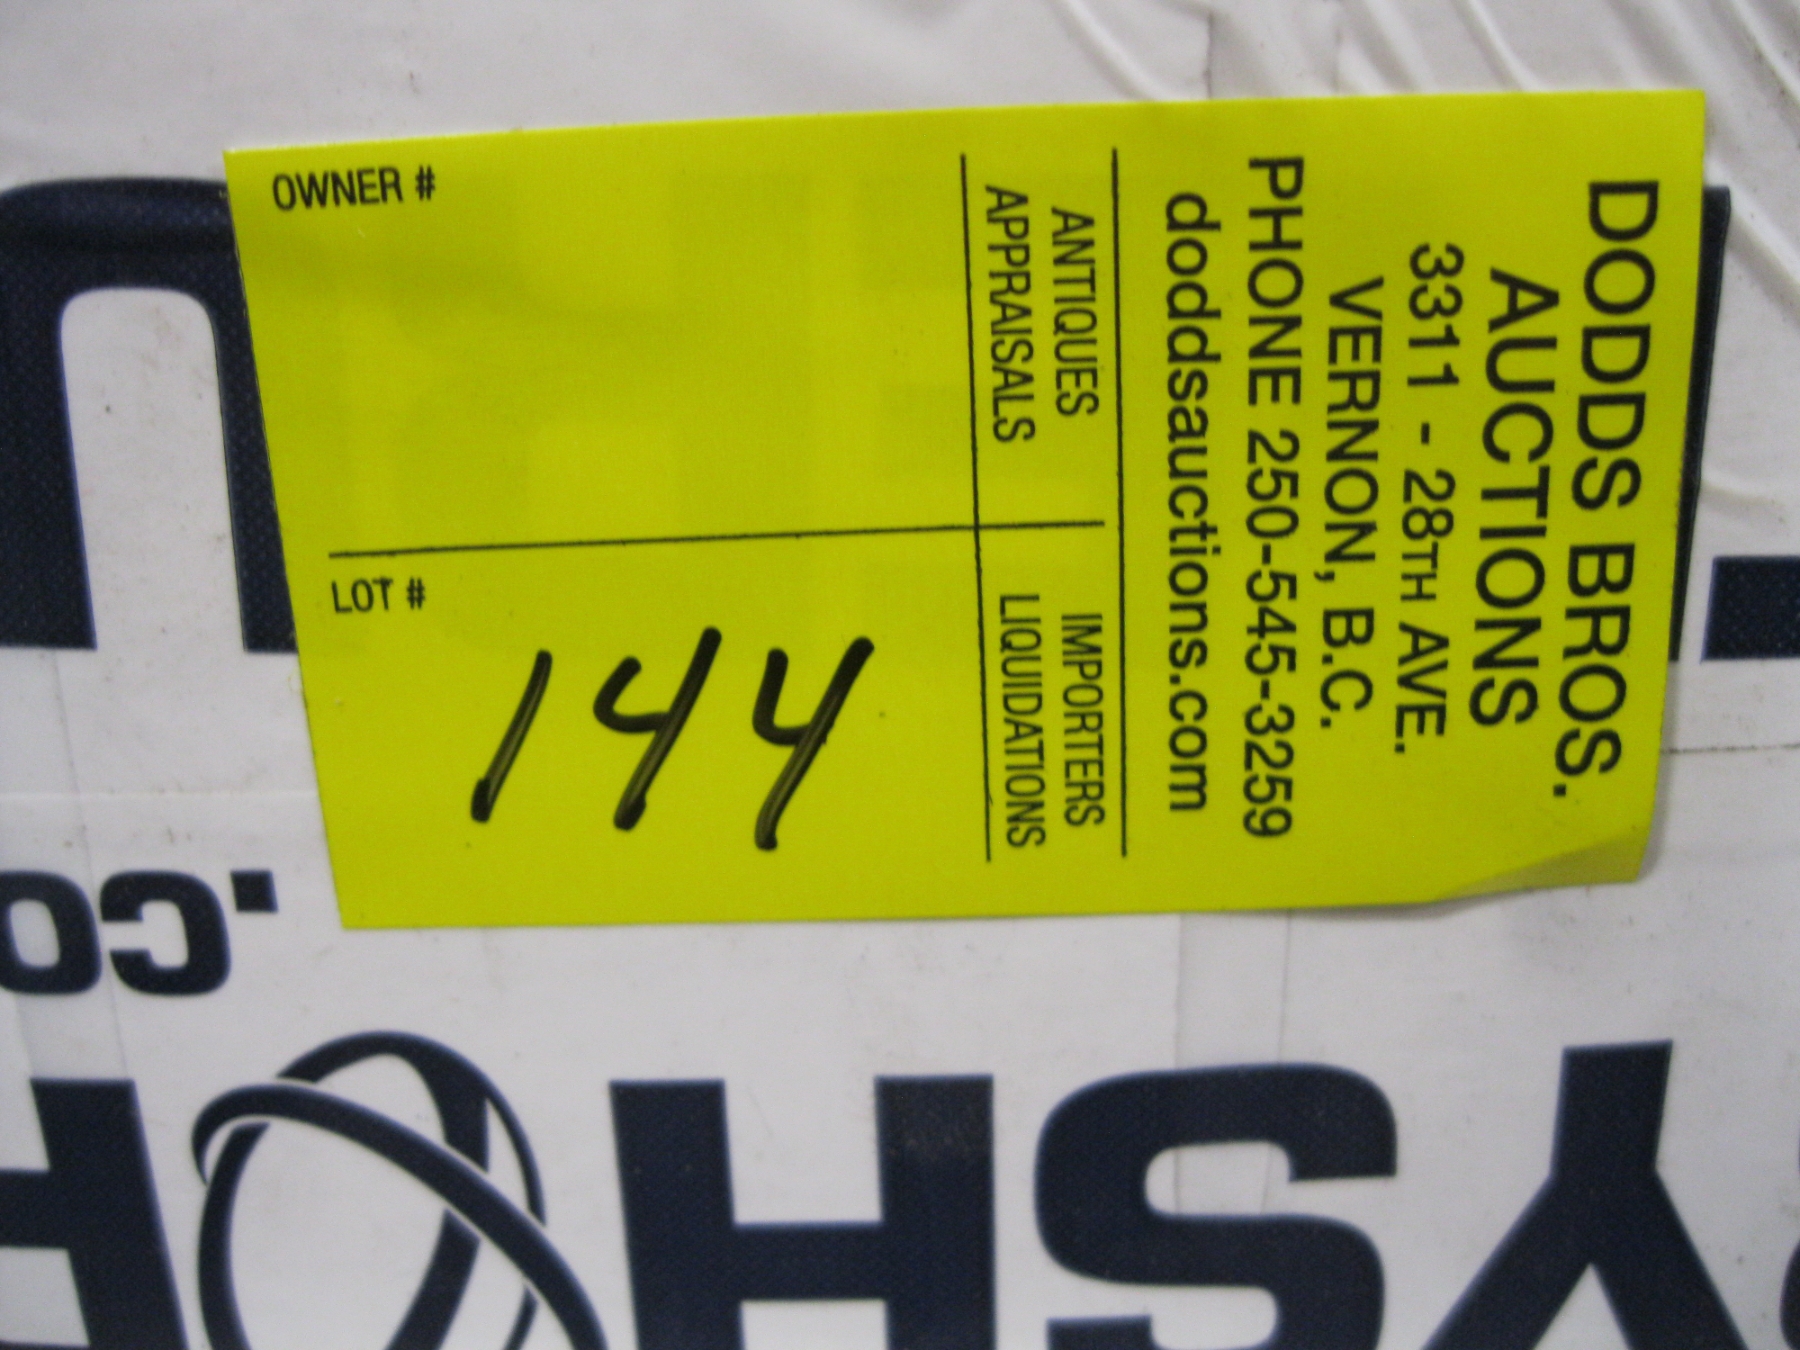 DODDS BROS.
AUCTIONS
3311 - 28TH AVE.
VERNON, B.C.
PHONE 250-545-3259
doddsauctions.com
ANTIQUES IMPORTERS
APPRAISALS LIQUIDATIONS
OWNER #
LOT #
144
.CO